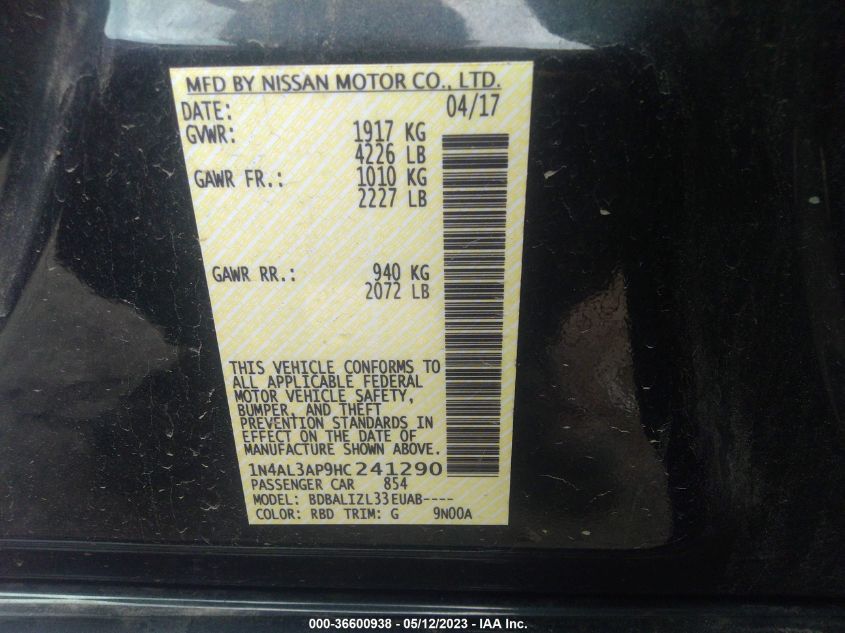 MFD BY NISSAN MOTOR CO., LTD.
DATE: 04/17
GVWR: 1917 KG
4226 LB
GAWR FR.: 1010 KG
2227 LB
GAWR RR.: 940 KG
2072 LB
THIS VEHICLE CONFORMS TO
ALL APPLICABLE FEDERAL
MOTOR VEHICLE SAFETY,
BUMPER, AND THEFT
PREVENTION STANDARDS IN
EFFECT ON THE DATE OF
MANUFACTURE SHOWN ABOVE.
1N4AL3AP9HC241290
PASSENGER CAR 854
MODEL: BDBALIZL33EUAB----
COLOR: RBD TRIM: G 9N00A
000-36600938 - 05/12/2023 - IAA Inc.